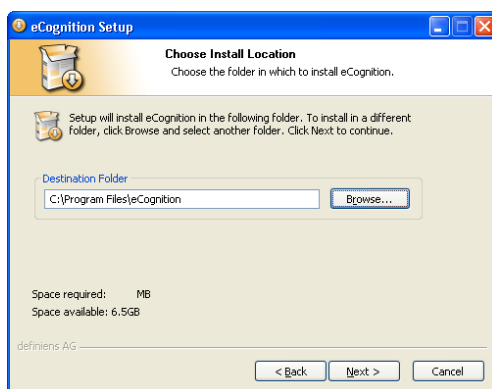 eCognition Setup
Choose Install Location
Choose the folder in which to install eCognition.
Setup will install eCognition in the following folder. To install in a different
folder, click Browse and select another folder. Click Next to continue.
Destination Folder
C:\Program Files\eCognition
Browse...
Space required: MB
Space available: 6.5GB
definiens AG
< Back
Next >
Cancel